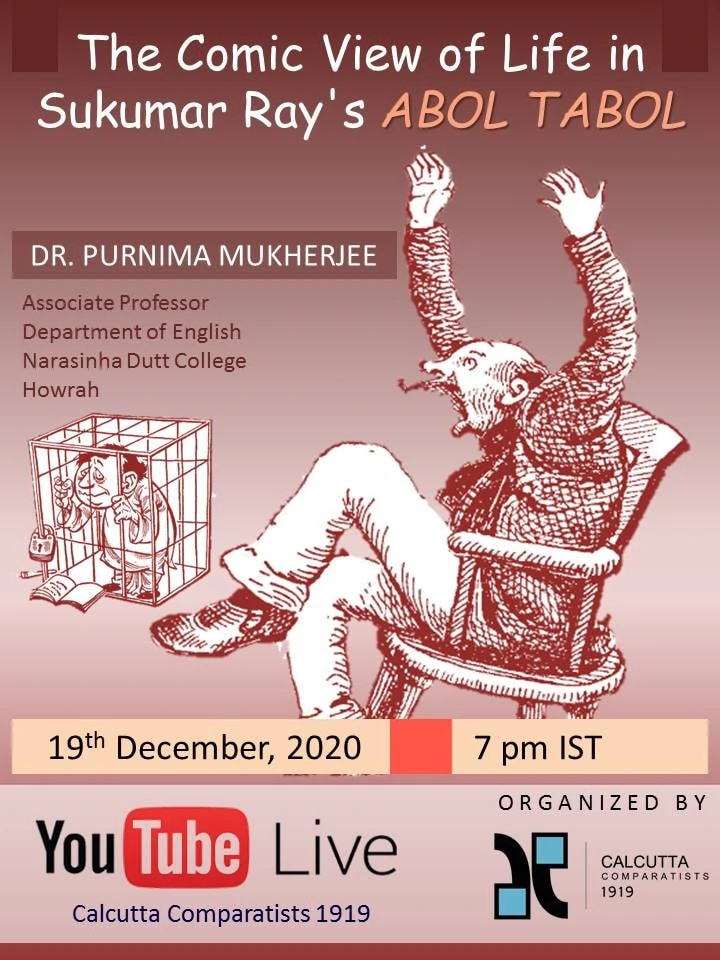 The Comic View of Life in
Sukumar Ray's ABOL TABOL
DR. PURNIMA MUKHERJEE
Associate Professor
Department of English
Narasinha Dutt College
Howrah
19th December, 2020
7 pm IST
ORGANIZED BY
YouTube Live
Calcutta Comparatists 1919
CALCUTTA
COMPARATISTS
1919